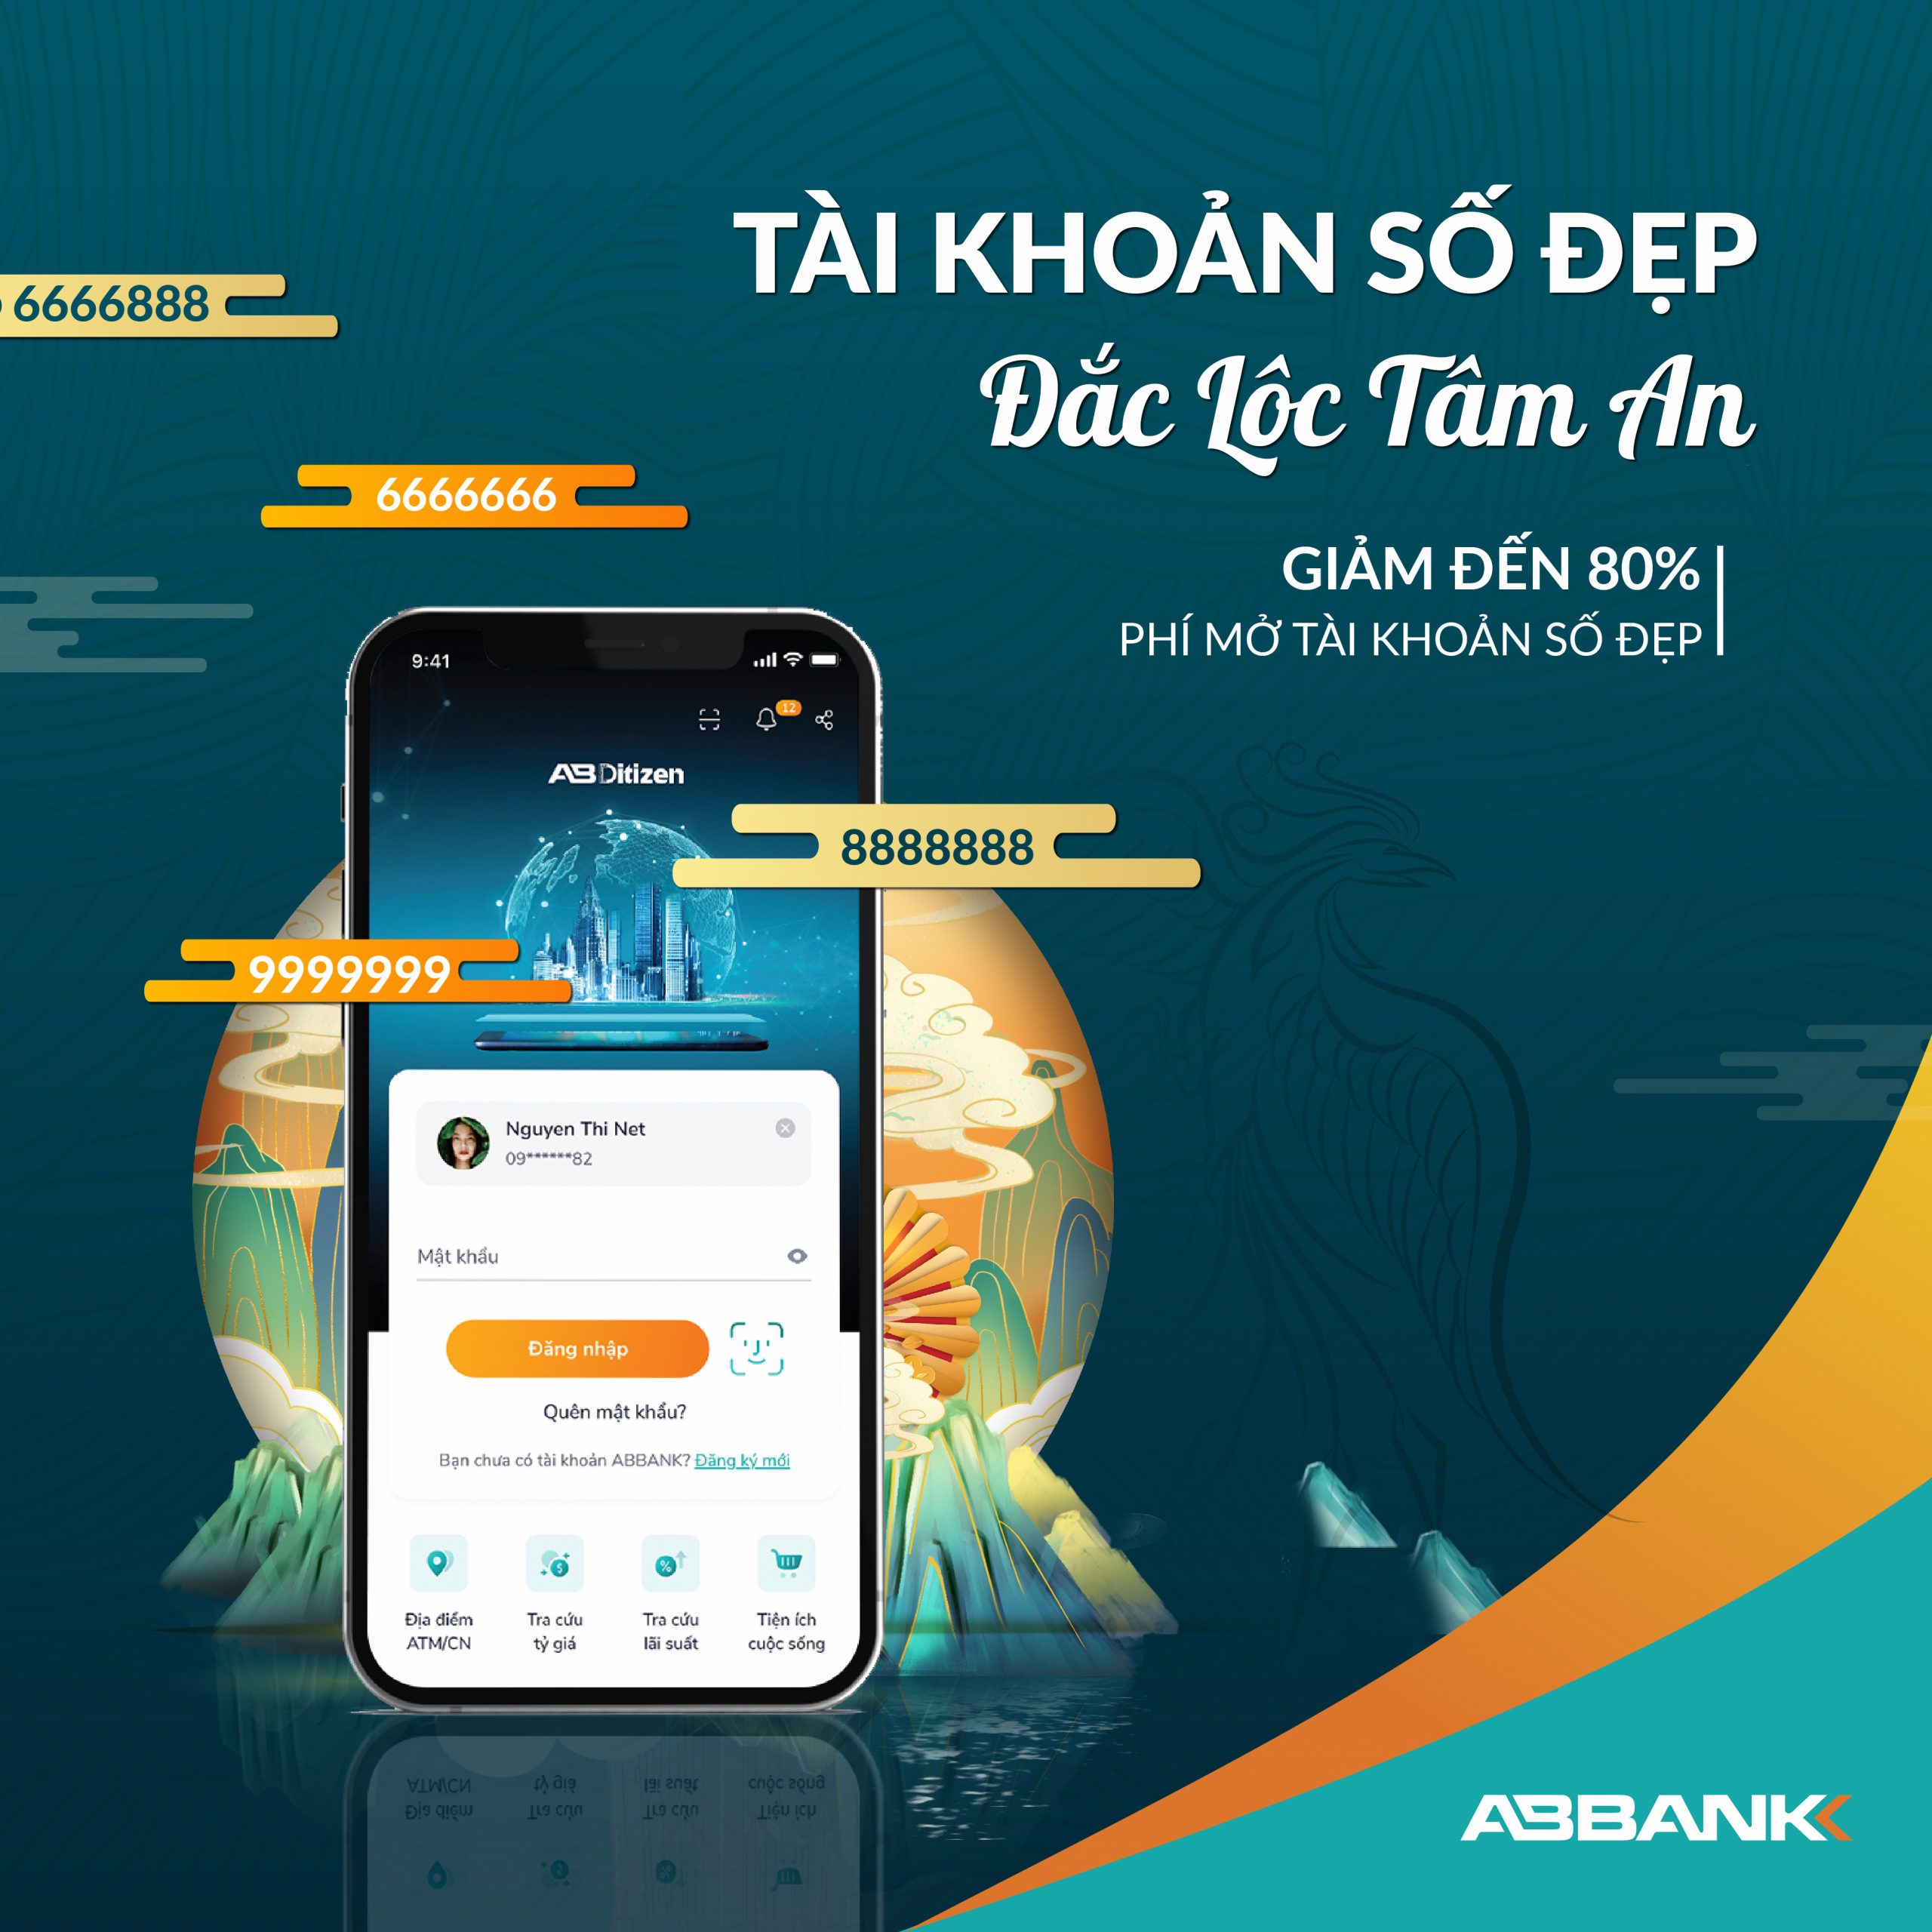 TÀI KHOẢN SỐ ĐẸP
Đắc Lộc Tâm An
GIẢM ĐẾN 80%
PHÍ MỞ TÀI KHOẢN SỐ ĐẸP
6666888
6666666
8888888
9999999
9:41
12
ABDitizen
Nguyen Thi Net
09******82
Mật khẩu
Đăng nhập
Quên mật khẩu?
Bạn chưa có tài khoản ABBANK? Đăng ký mới
Địa điểm
ATM/CN
Tra cứu
tỷ giá
Tra cứu
lãi suất
Tiện ích
cuộc sống
ABBANK